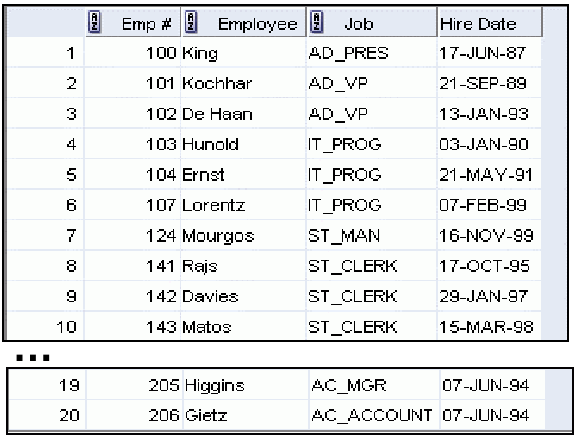 Emp # Employee Job Hire Date
1 100 King AD_PRES 17-JUN-87
2 101 Kochhar AD_VP 21-SEP-89
3 102 De Haan AD_VP 13-JAN-93
4 103 Hunold IT_PROG 03-JAN-90
5 104 Ernst IT_PROG 21-MAY-91
6 107 Lorentz IT_PROG 07-FEB-99
7 124 Mourgos ST_MAN 16-NOV-99
8 141 Rajs ST_CLERK 17-OCT-95
9 142 Davies ST_CLERK 29-JAN-97
10 143 Matos ST_CLERK 15-MAR-98
...
19 205 Higgins AC_MGR 07-JUN-94
20 206 Gietz AC_ACCOUNT 07-JUN-94